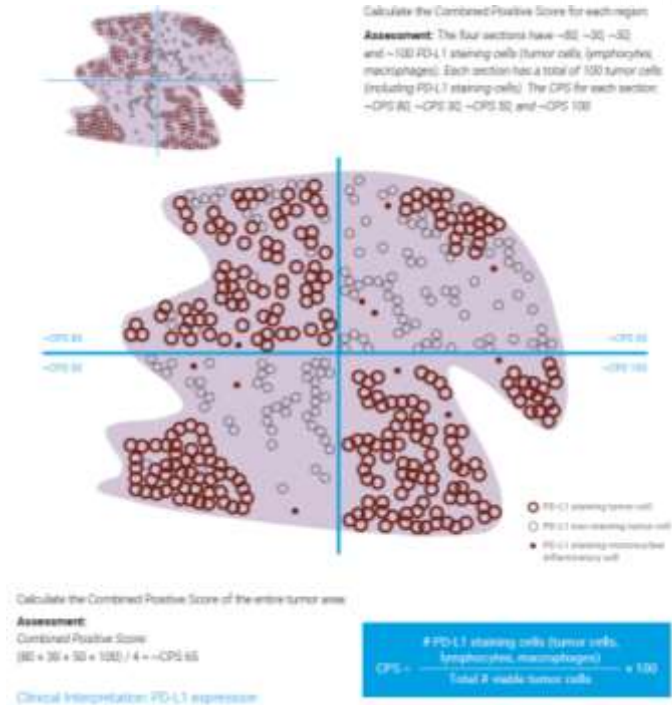 Calculate the Combined Positive Score for each region
Assessment: The four sections have ~80, ~30, ~50,
and ~100 PD-L1 staining cells (tumor cells, lymphocytes,
macrophages). Each section has a total of 100 tumor cells
(including PD-L1 staining cells). The CPS for each section:
~CPS 80, ~CPS 30, ~CPS 50, and ~CPS 100
~CPS 80
~CPS 30
~CPS 50
~CPS 100
PD-L1 staining tumor cell
PD-L1 non-staining tumor cell
PD-L1 staining mononuclear
inflammatory cell
Calculate the Combined Positive Score of the entire tumor area:
Assessment:
Combined Positive Score:
(80 + 30 + 50 + 100) / 4 = ~CPS 65
# PD-L1 staining cells (tumor cells,
lymphocytes, macrophages)
CPS = x 100
Total # viable tumor cells
Clinical Interpretation: PD-L1 expression